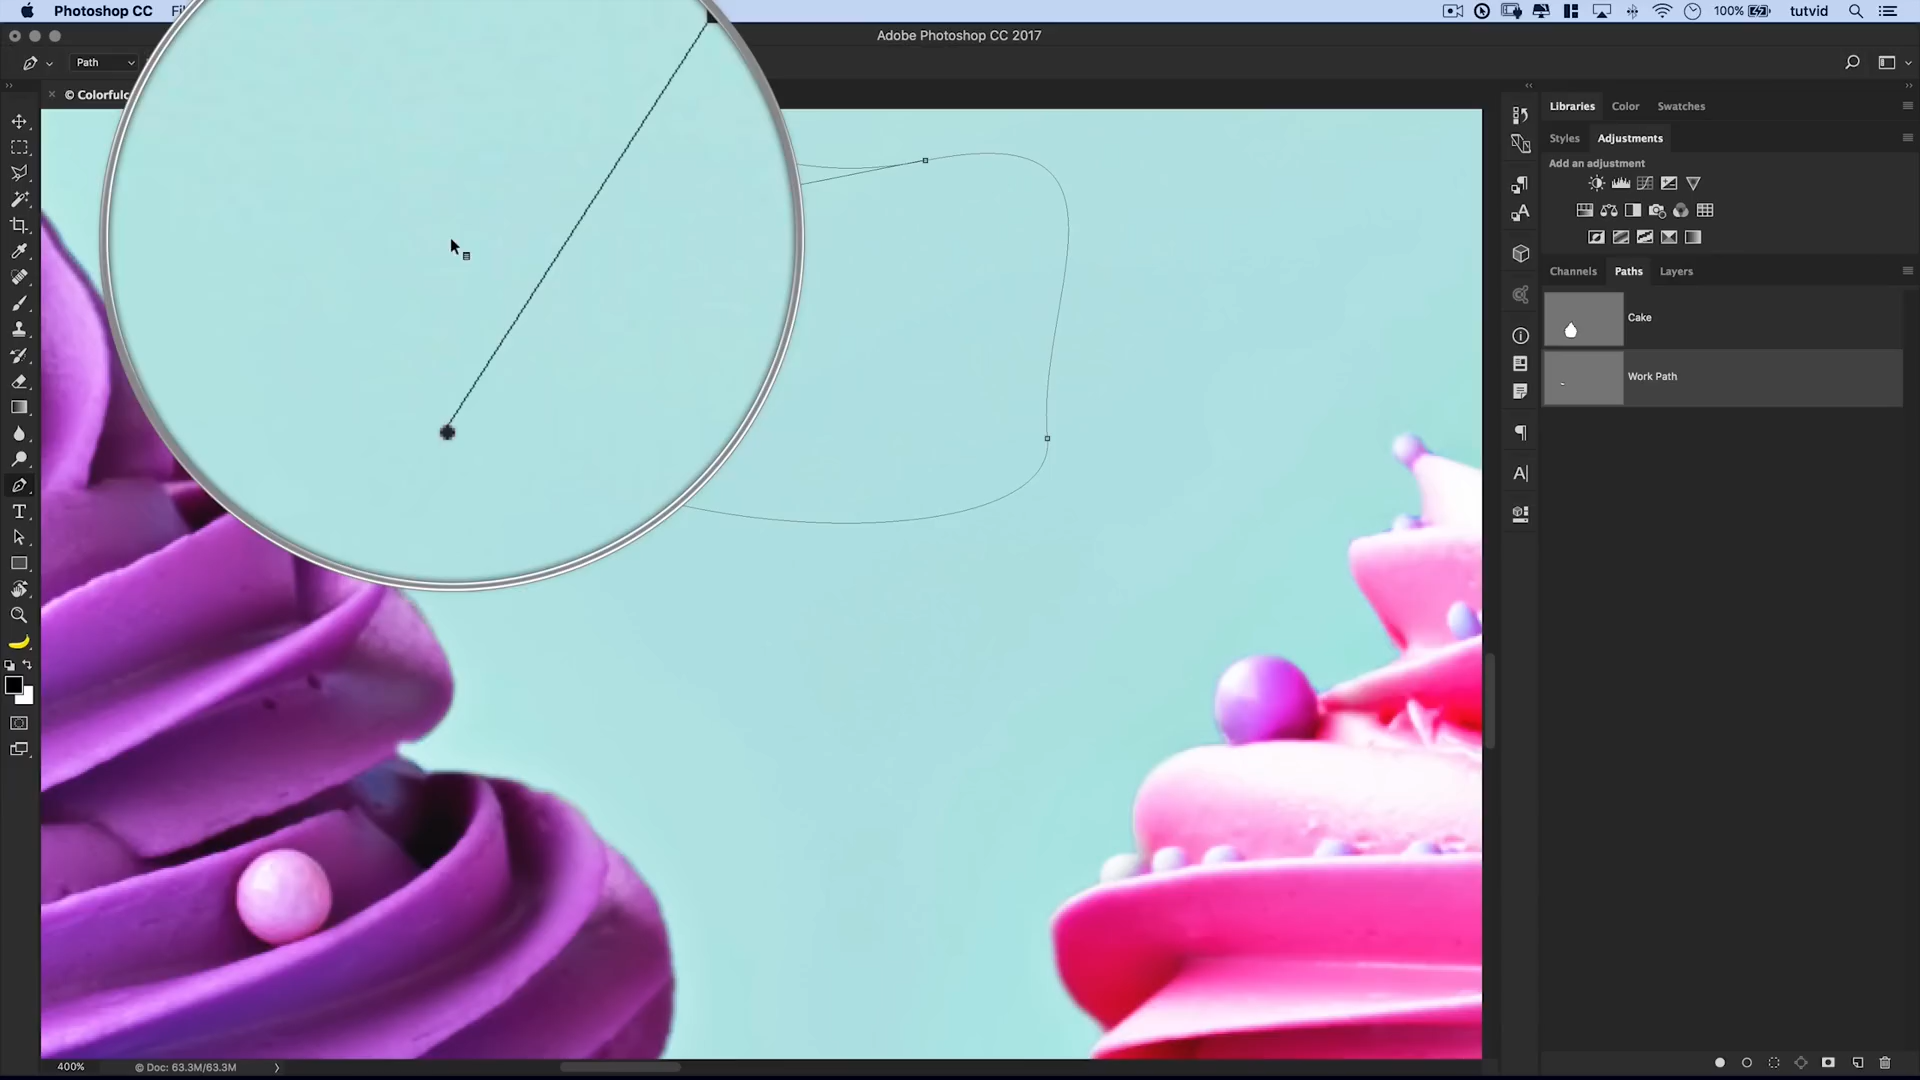 Photoshop CC Fi
100% tutvid
Adobe Photoshop CC 2017
Path
© Colorfulc
Libraries Color Swatches
Styles Adjustments
Add an adjustment
Channels Paths Layers
Cake
Work Path
400% © Doc: 63.3M/63.3M